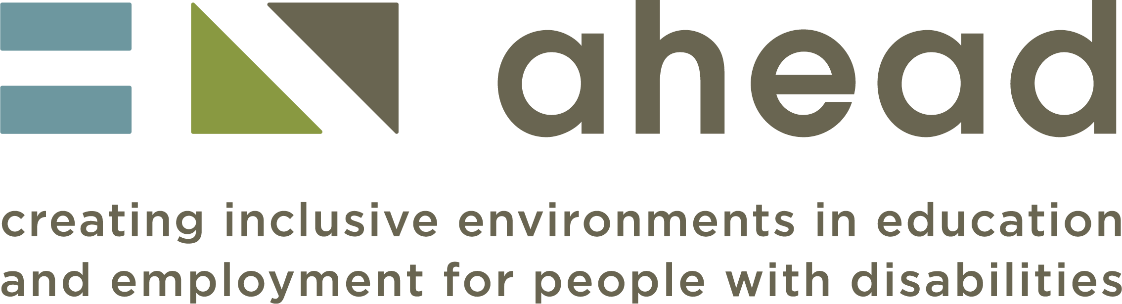 ahead
creating inclusive environments in education
and employment for people with disabilities